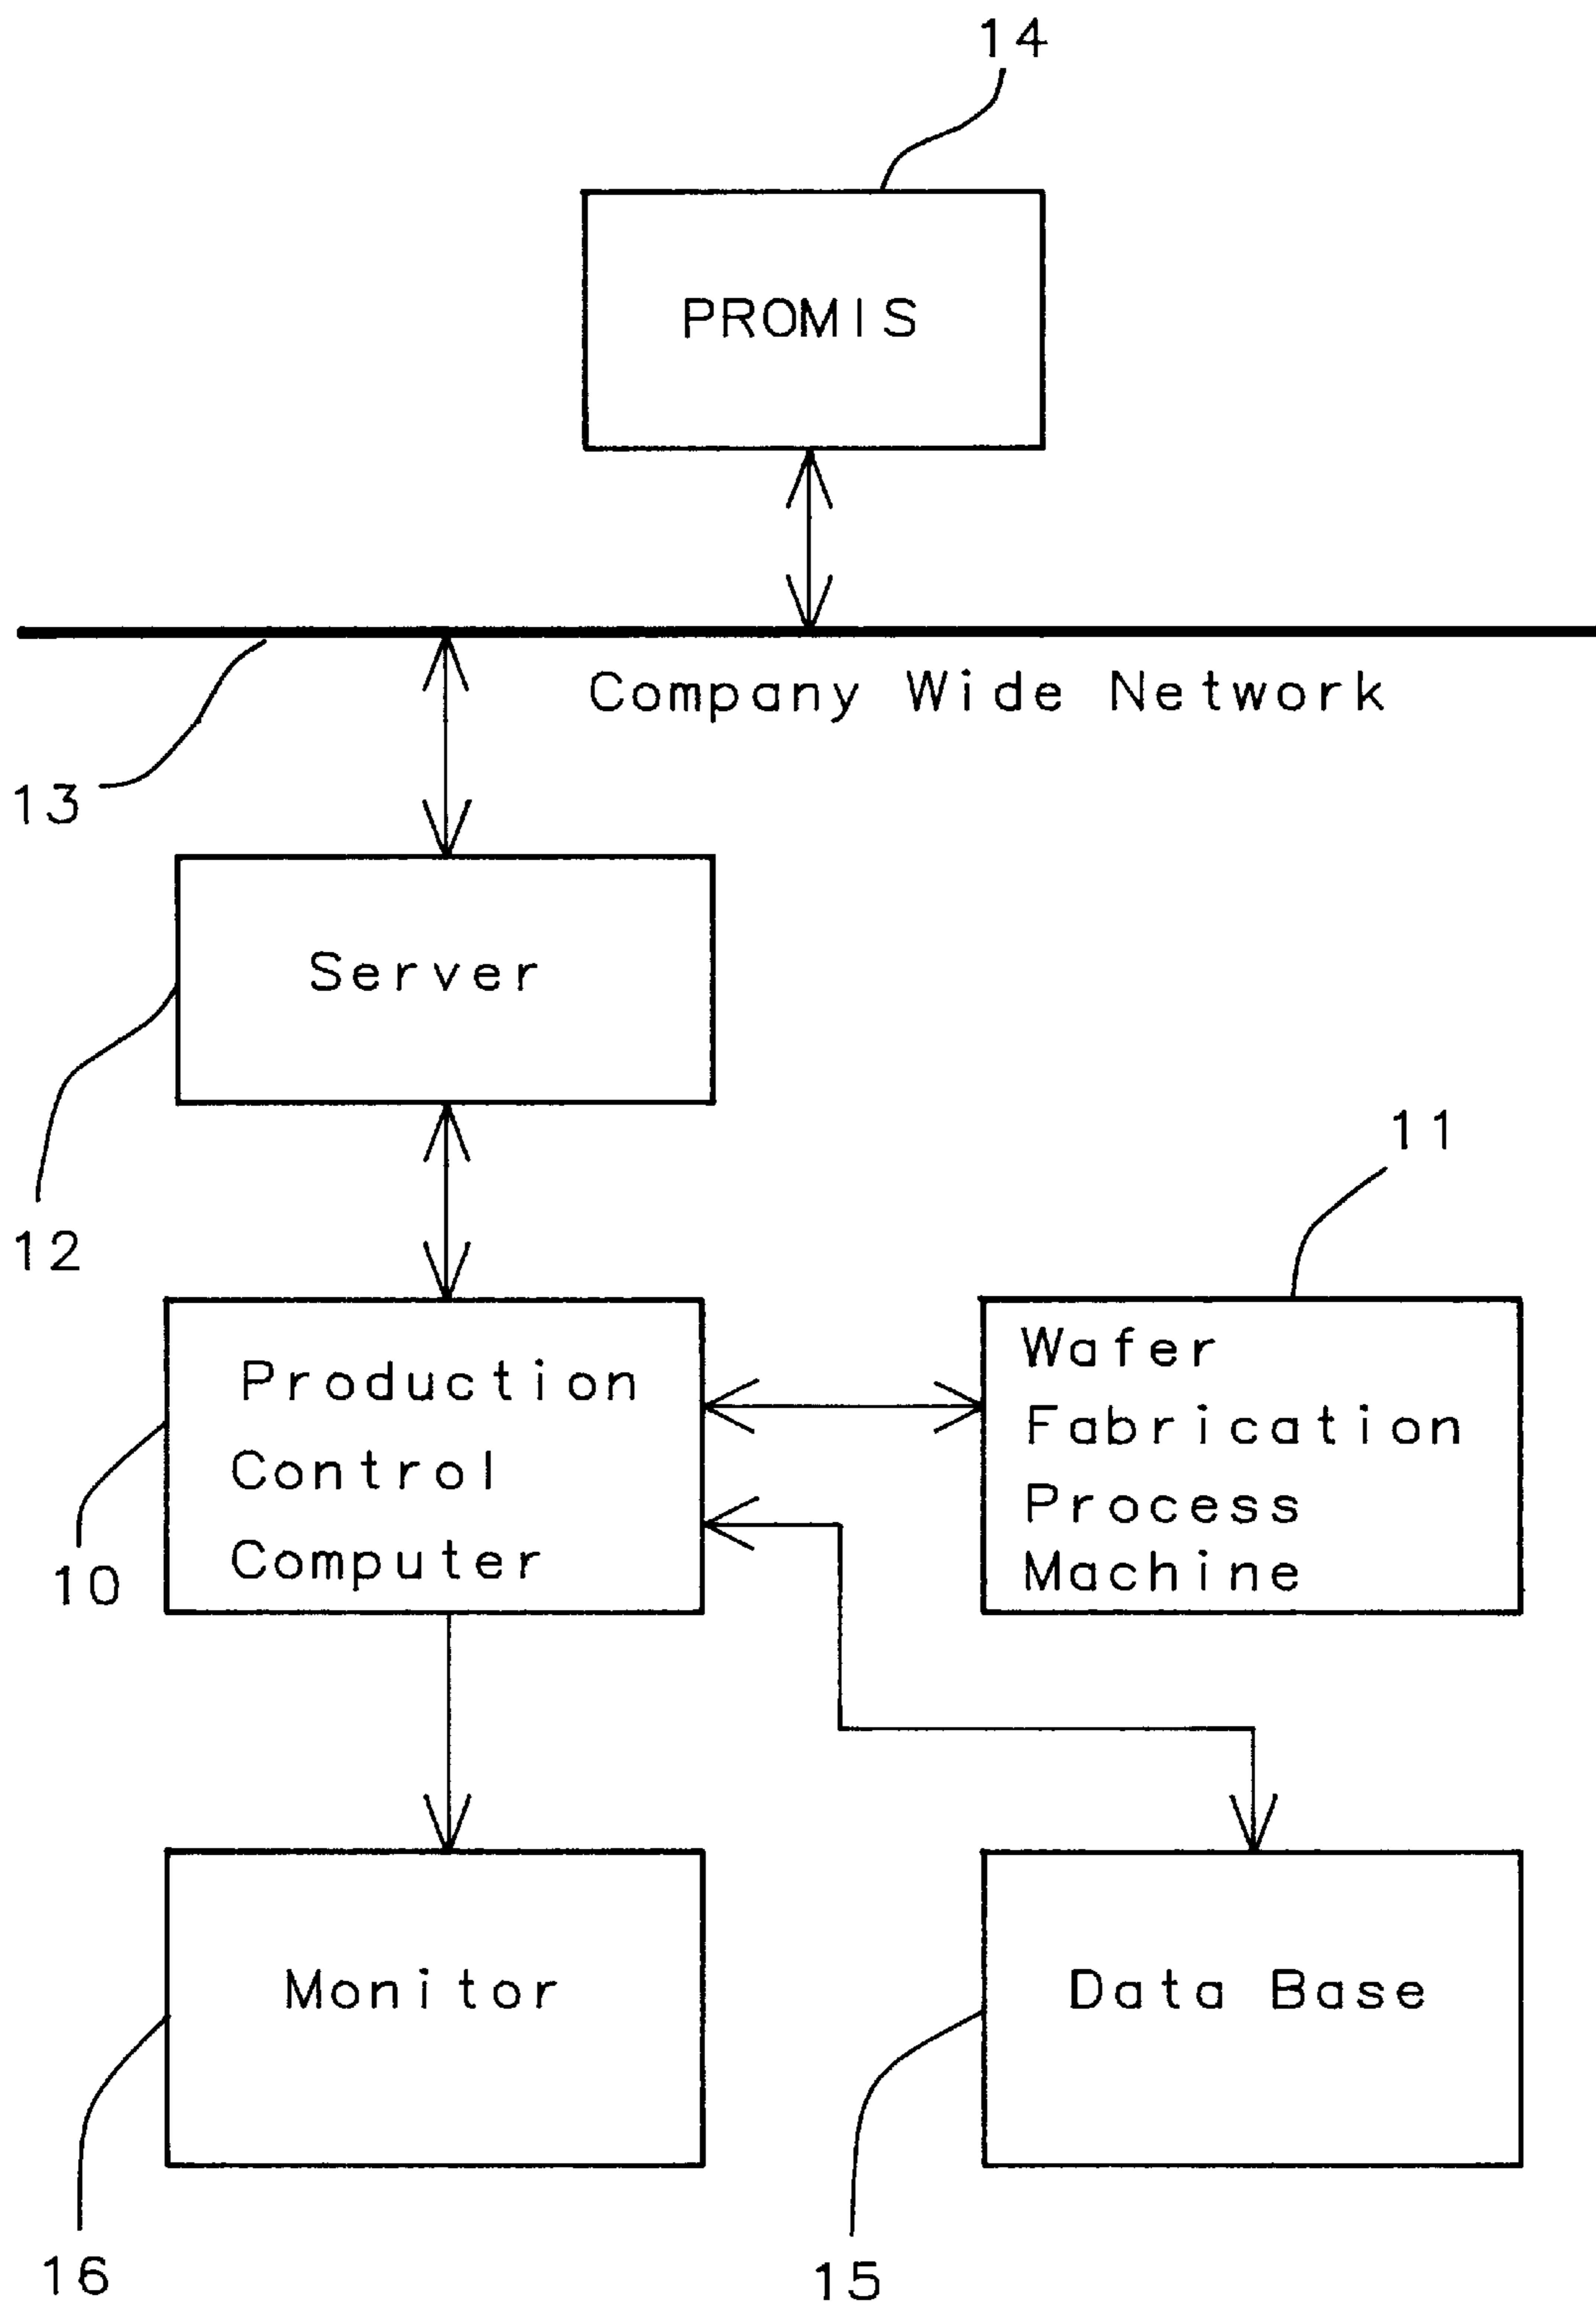 14
PROMIS
Company Wide Network
13
Server
12
11
Production
Control
Computer
10
Wafer
Fabrication
Process
Machine
Monitor
Data Base
16
15